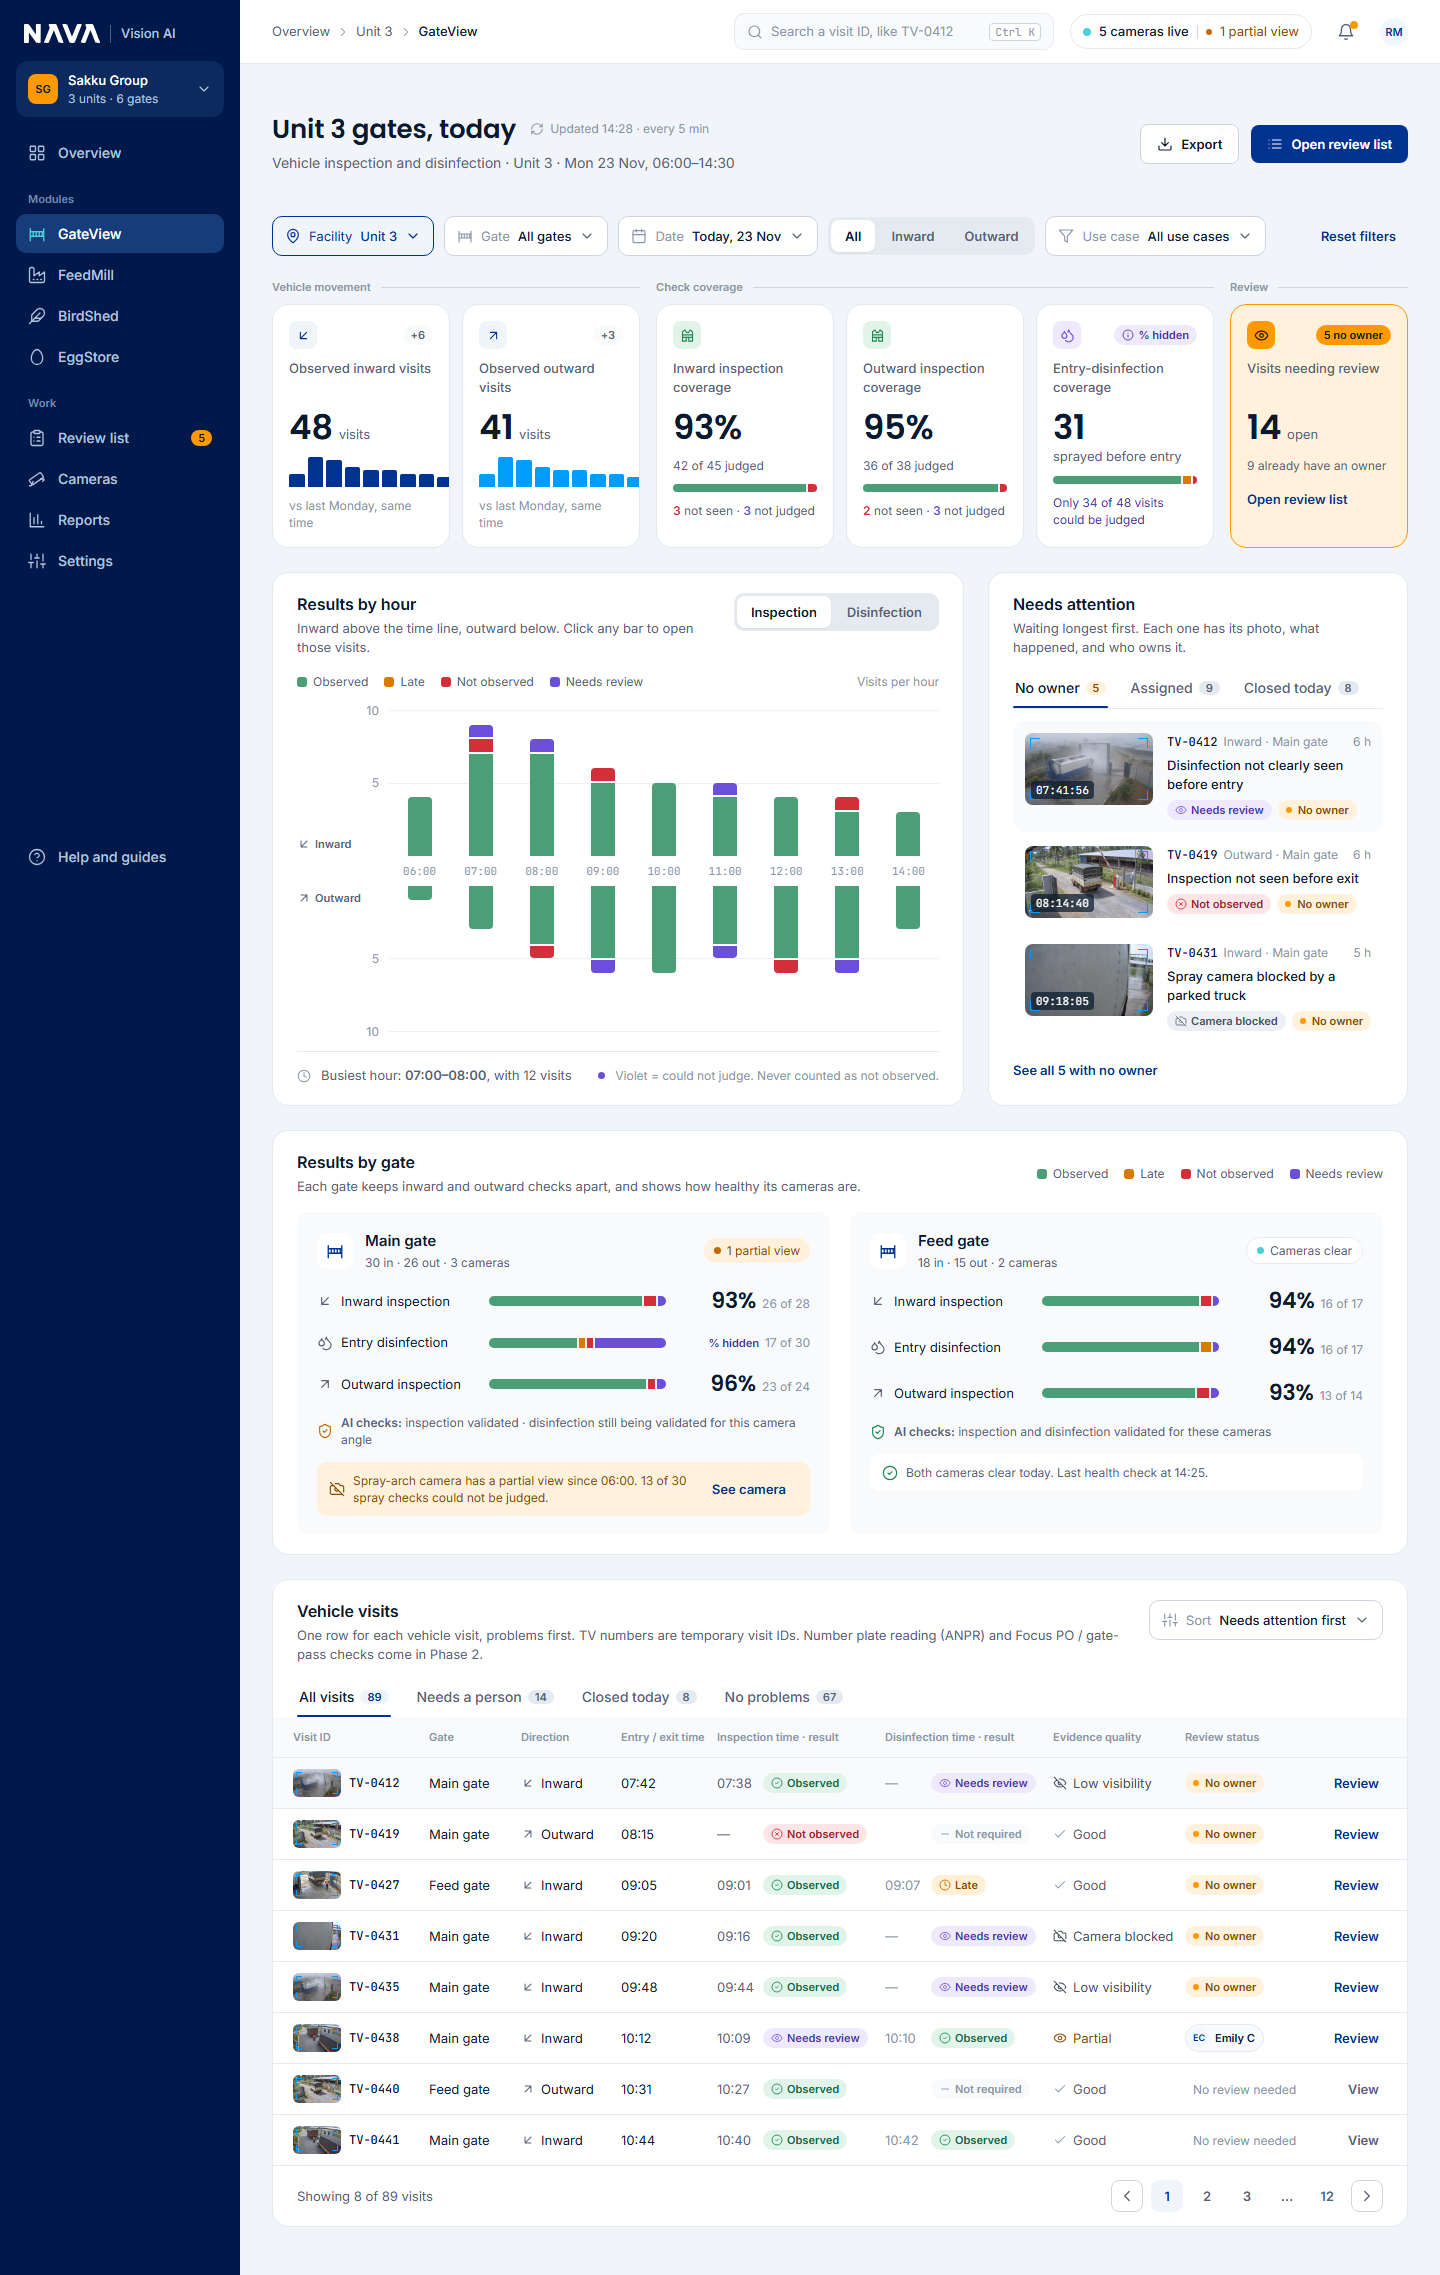 NAVA Vision AI
SG
Sakku Group
3 units · 6 gates
Overview
Modules
GateView
FeedMill
BirdShed
EggStore
Work
Review list 5
Cameras
Reports
Settings
Help and guides
Overview > Unit 3 > GateView
Search a visit ID, like TV-0412 Ctrl K
5 cameras live 1 partial view
RM
Unit 3 gates, today
Updated 14:28 · every 5 min
Vehicle inspection and disinfection · Unit 3 · Mon 23 Nov, 06:00–14:30
Export
Open review list
Facility Unit 3
Gate All gates
Date Today, 23 Nov
All Inward Outward
Use case All use cases
Reset filters
Vehicle movement
+6
Observed inward visits
48 visits
vs last Monday, same
time
+3
Observed outward
visits
41 visits
vs last Monday, same
time
Check coverage
Inward inspection
coverage
93%
42 of 45 judged
3 not seen · 3 not judged
Outward inspection
coverage
95%
36 of 38 judged
2 not seen · 3 not judged
% hidden
Entry-disinfection
coverage
31
sprayed before entry
Only 34 of 48 visits
could be judged
Review
5 no owner
Visits needing review
14 open
9 already have an owner
Open review list
Results by hour
Inward above the time line, outward below. Click any bar to open
those visits.
Inspection Disinfection
Observed Late Not observed Needs review
Visits per hour
10
5
Inward
06:00 07:00 08:00 09:00 10:00 11:00 12:00 13:00 14:00
Outward
5
10
Busiest hour: 07:00–08:00, with 12 visits
Violet = could not judge. Never counted as not observed.
Needs attention
Waiting longest first. Each one has its photo, what
happened, and who owns it.
No owner 5 Assigned 9 Closed today 8
07:41:56
TV-0412 Inward · Main gate 6 h
Disinfection not clearly seen
before entry
Needs review No owner
08:14:40
TV-0419 Outward · Main gate 6 h
Inspection not seen before exit
Not observed No owner
09:18:05
TV-0431 Inward · Main gate 5 h
Spray camera blocked by a
parked truck
Camera blocked No owner
See all 5 with no owner
Results by gate
Each gate keeps inward and outward checks apart, and shows how healthy its cameras are.
Observed Late Not observed Needs review
Main gate
30 in · 26 out · 3 cameras
1 partial view
Inward inspection 93% 26 of 28
Entry disinfection % hidden 17 of 30
Outward inspection 96% 23 of 24
AI checks: inspection validated · disinfection still being validated for this camera
angle
Spray-arch camera has a partial view since 06:00. 13 of 30
spray checks could not be judged.
See camera
Feed gate
18 in · 15 out · 2 cameras
Cameras clear
Inward inspection 94% 16 of 17
Entry disinfection 94% 16 of 17
Outward inspection 93% 13 of 14
AI checks: inspection and disinfection validated for these cameras
Both cameras clear today. Last health check at 14:25.
Vehicle visits
One row for each vehicle visit, problems first. TV numbers are temporary visit IDs. Number plate reading (ANPR) and Focus PO / gate-
pass checks come in Phase 2.
Sort Needs attention first
All visits 89 Needs a person 14 Closed today 8 No problems 67
Visit ID Gate Direction Entry / exit time Inspection time · result Disinfection time · result Evidence quality Review status
TV-0412 Main gate Inward 07:42 07:38 Observed — Needs review Low visibility No owner Review
TV-0419 Main gate Outward 08:15 — Not observed Not required Good No owner Review
TV-0427 Feed gate Inward 09:05 09:01 Observed 09:07 Late Good No owner Review
TV-0431 Main gate Inward 09:20 09:16 Observed — Needs review Camera blocked No owner Review
TV-0435 Main gate Inward 09:48 09:44 Observed — Needs review Low visibility No owner Review
TV-0438 Main gate Inward 10:12 10:09 Needs review 10:10 Observed Partial EC Emily C Review
TV-0440 Feed gate Outward 10:31 10:27 Observed Not required Good No review needed View
TV-0441 Main gate Inward 10:44 10:40 Observed 10:42 Observed Good No review needed View
Showing 8 of 89 visits
1 2 3 … 12